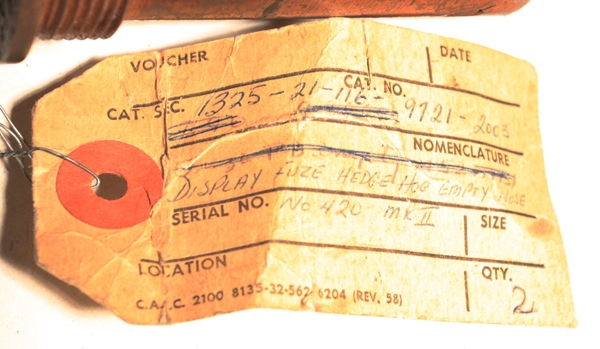 VOUCHER DATE
CAT. SEC. CAT. NO.
1325-21-116-9721-2003
NOMENCLATURE
DISPLAY FUZE HEDGE HOG EMPTY NOSE
SERIAL NO. No 420 MK II SIZE
LOCATION QTY.
2
C.A.C. 2100 8135-32-562 6204 (REV. 58)